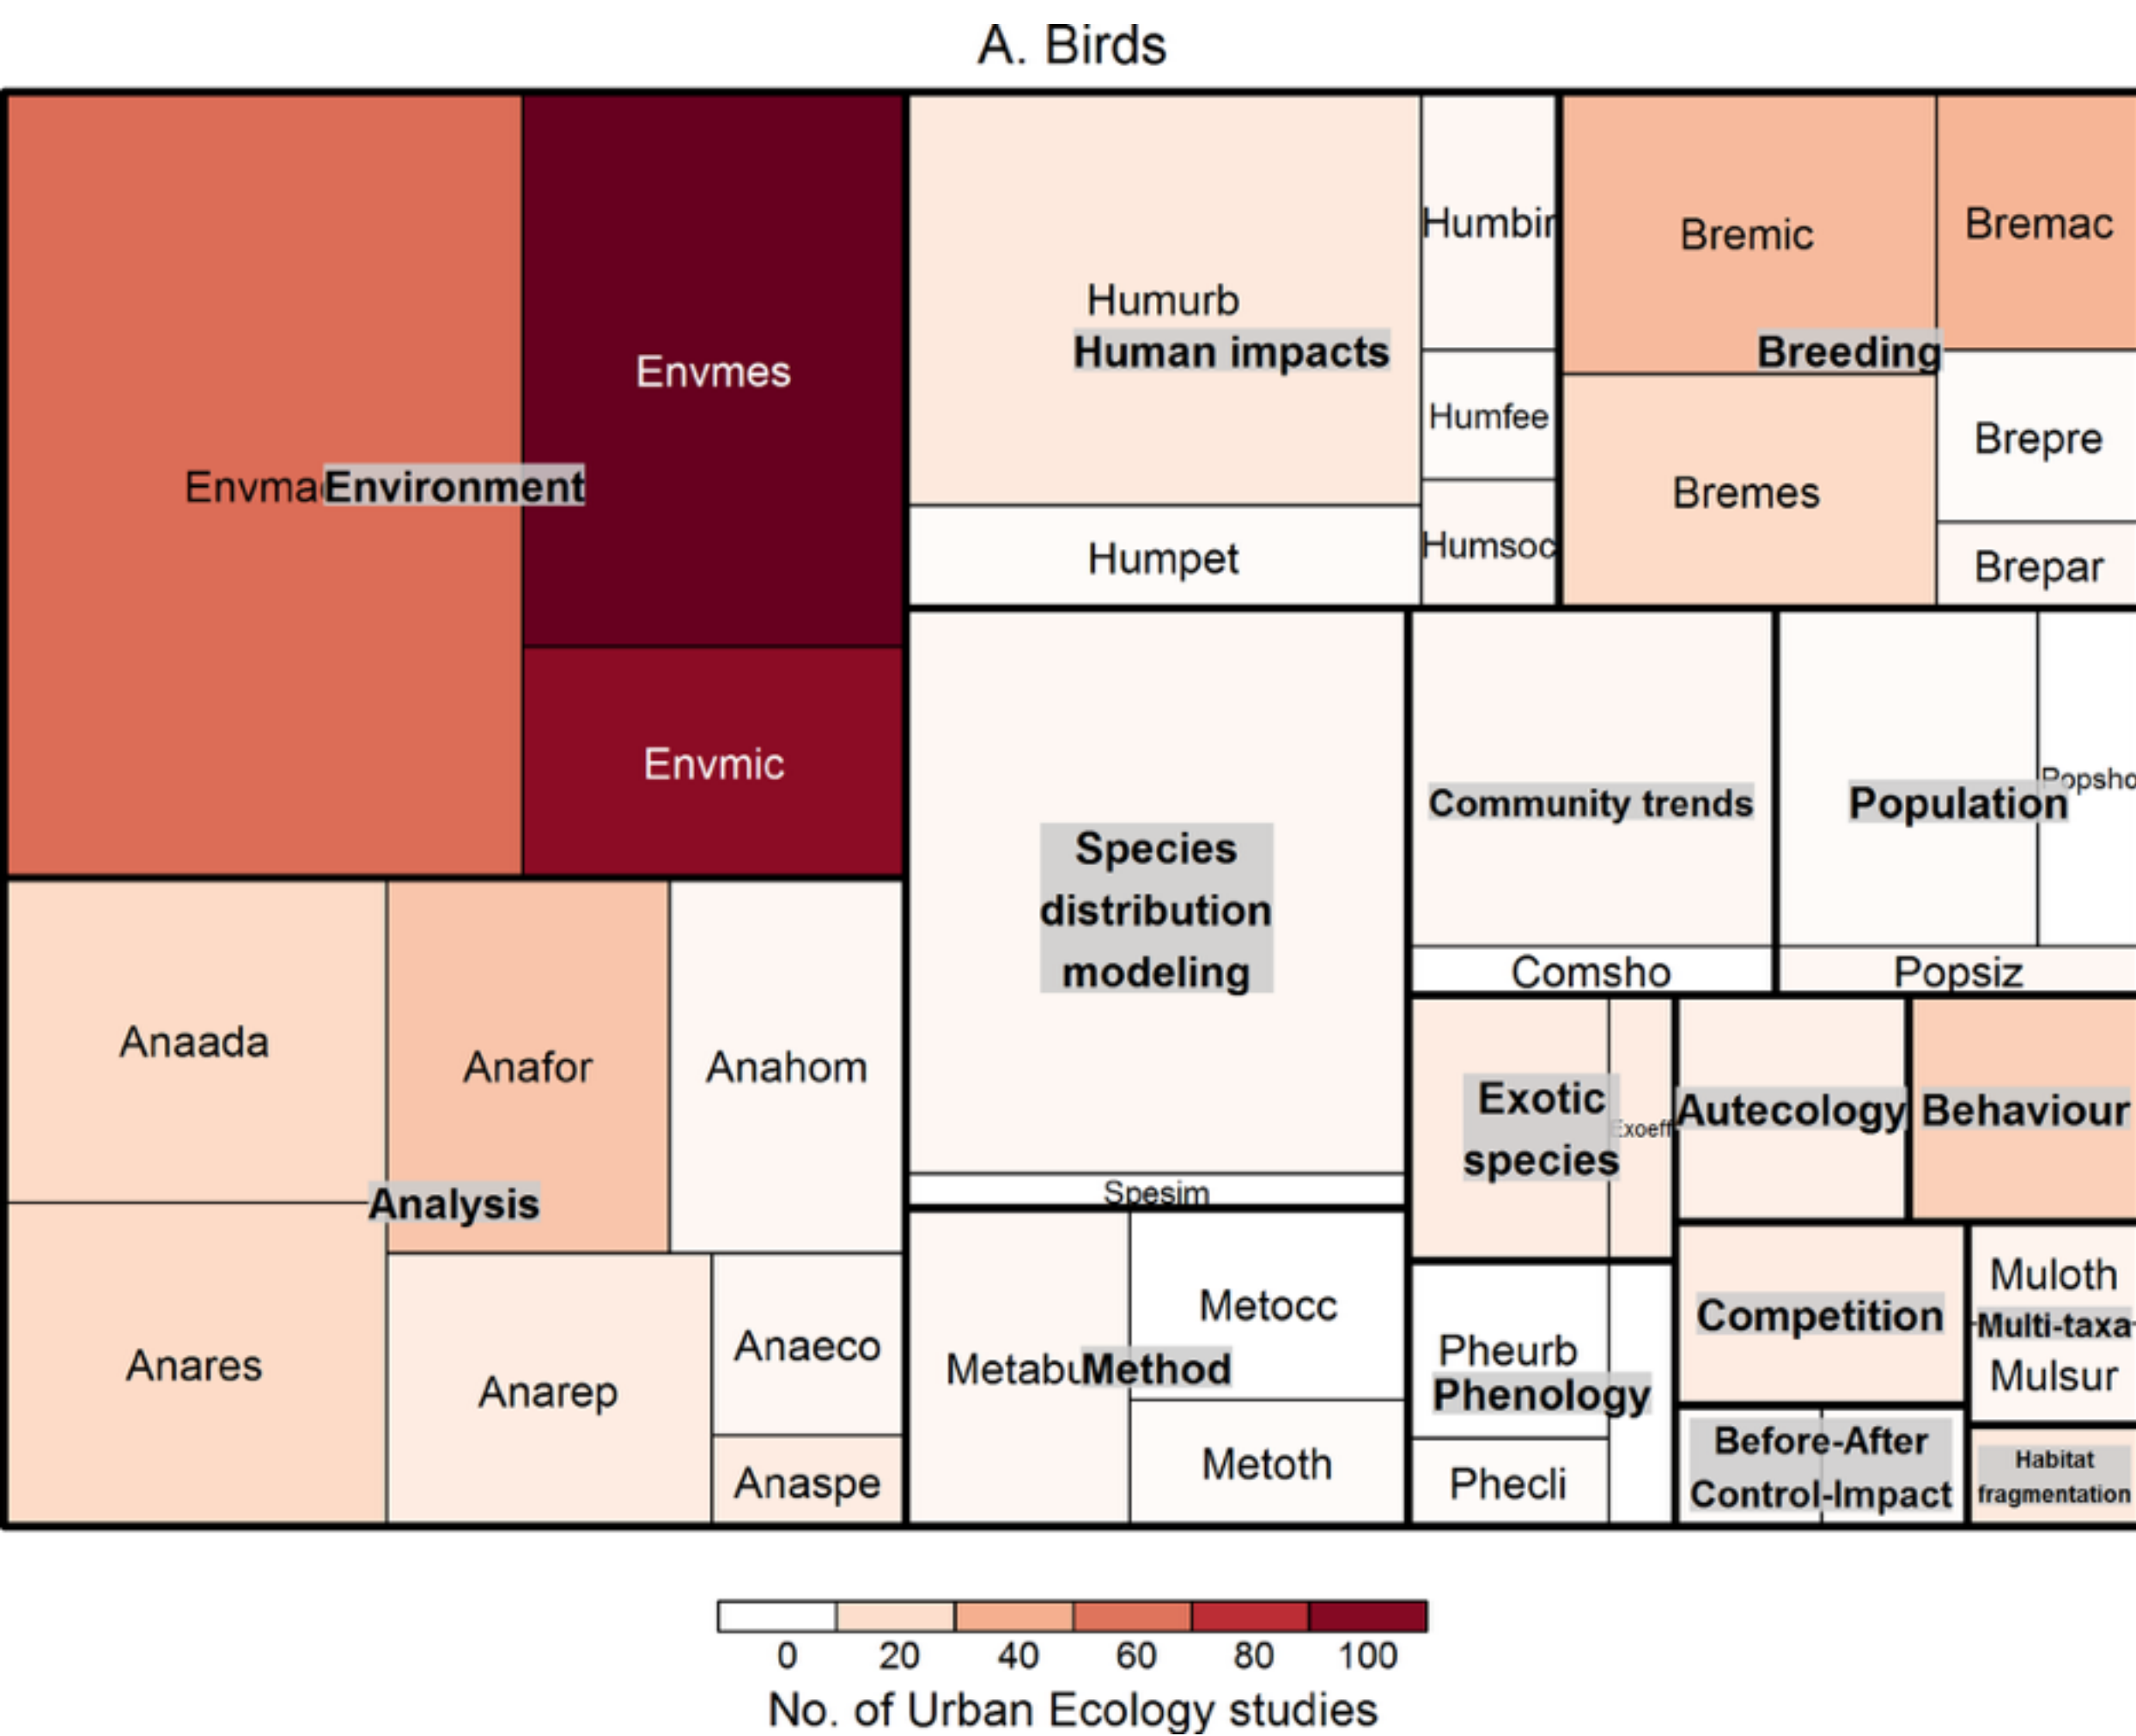 A. Birds
Envmes
Environment
Envmic
Humurb
Human impacts
Humbir
Humfee
Humsoc
Humpet
Bremic
Bremac
Breeding
Bremes
Brepre
Brepar
Anaada
Anafor
Anahom
Analysis
Anares
Anarep
Anaeco
Anaspe
Species
distribution
modeling
Spesim
Metocc
Method
Metoth
Community trends
Comsho
Population
Popsho
Popsiz
Exotic
species
Exoeff
Autecology
Behaviour
Pheurb
Phenology
Phecli
Competition
Muloth
Multi-taxa
Mulsur
Before-After
Control-Impact
Habitat
fragmentation
0 20 40 60 80 100
No. of Urban Ecology studies